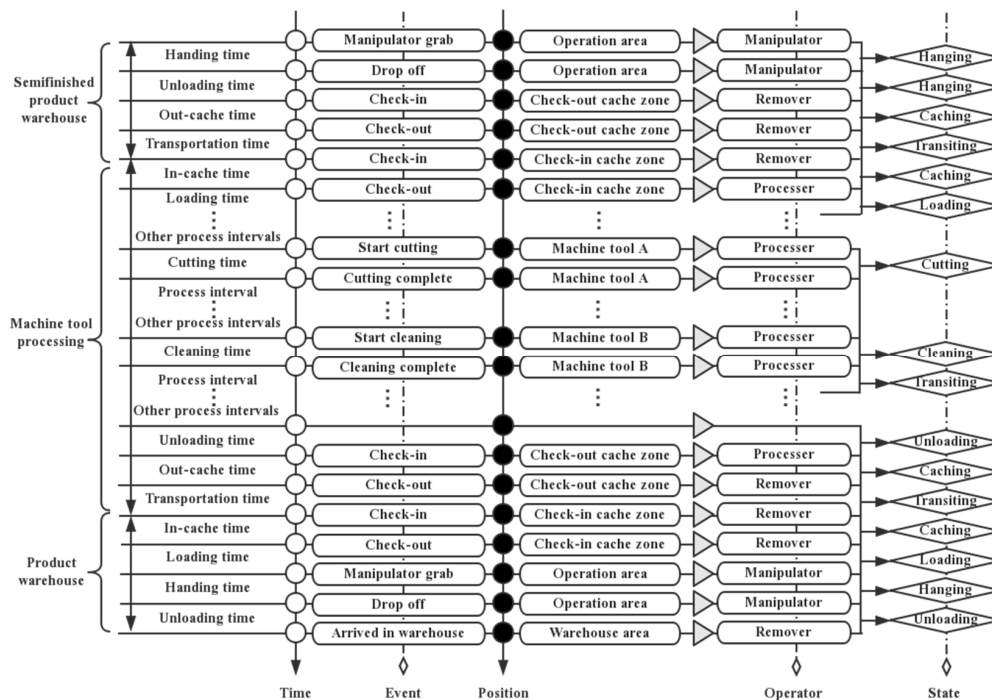 Manipulator grab Operation area Manipulator
Handing time Hanging
Drop off Operation area Manipulator
Semifinished product warehouse
Unloading time Hanging
Check-in Check-out cache zone Remover
Out-cache time Caching
Check-out Check-out cache zone Remover
Transportation time Transiting
Check-in Check-in cache zone Remover
In-cache time Caching
Check-out Check-in cache zone Processer
Loading time Loading
Other process intervals
Start cutting Machine tool A Processer
Cutting time Cutting
Cutting complete Machine tool A Processer
Process interval
Machine tool processing
Other process intervals
Start cleaning Machine tool B Processer
Cleaning time Cleaning
Cleaning complete Machine tool B Processer
Process interval Transiting
Other process intervals
Unloading time Unloading
Check-in Check-out cache zone Processer
Out-cache time Caching
Check-out Check-out cache zone Remover
Transportation time Transiting
Check-in Check-in cache zone Remover
In-cache time Caching
Check-out Check-in cache zone Remover
Loading time Loading
Product warehouse
Manipulator grab Operation area Manipulator
Handing time Hanging
Drop off Operation area Manipulator
Unloading time Unloading
Arrived in warehouse Warehouse area Remover
Time Event Position Operator State